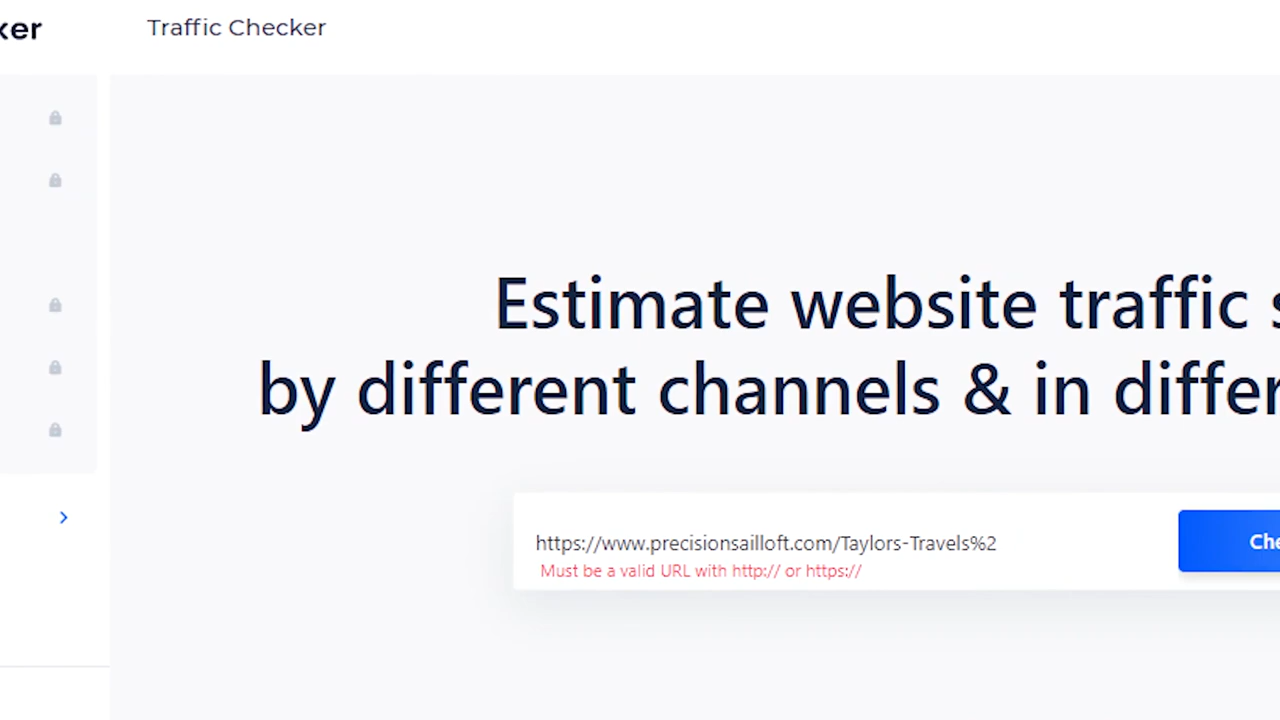 ker
Traffic Checker
Estimate website traffic s
by different channels & in differ
https://www.precisionsailloft.com/Taylors-Travels%2
Must be a valid URL with http:// or https://
Che